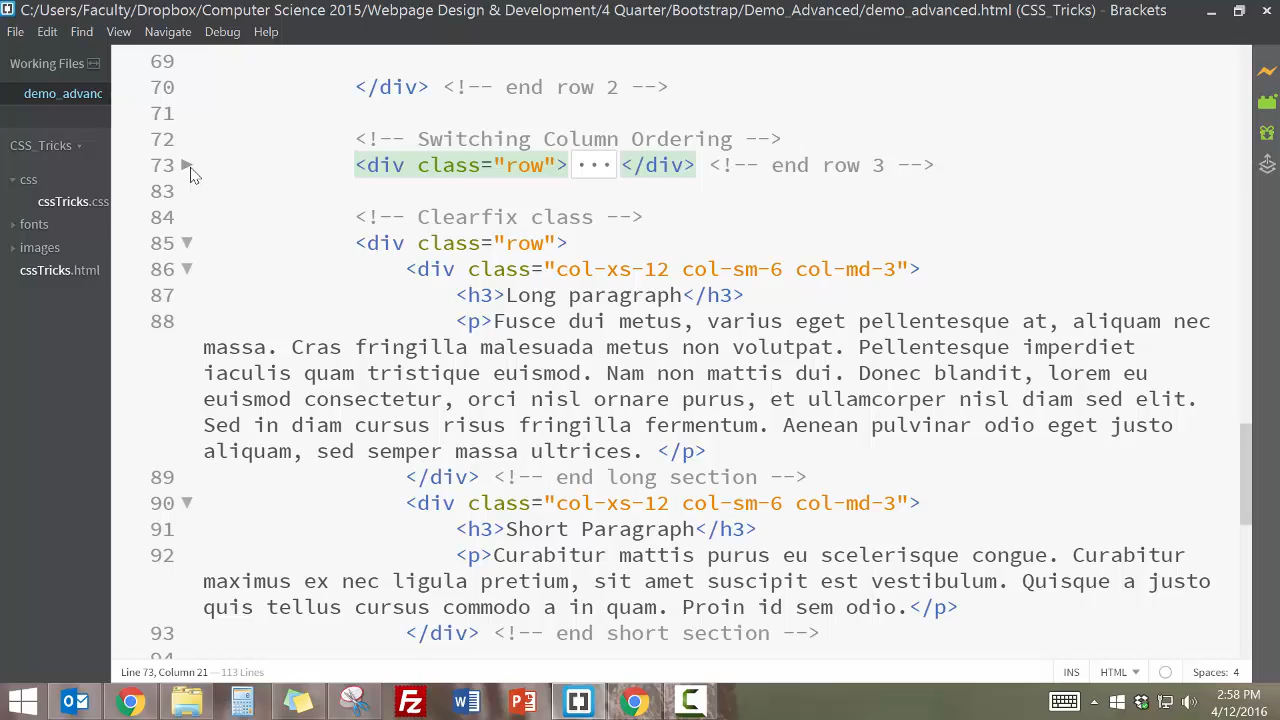 C:/Users/Faculty/Dropbox/Computer Science 2015/Webpage Design & Development/4 Quarter/Bootstrap/Demo_Advanced/demo_advanced.html (CSS_Tricks) - Brackets
File Edit Find View Navigate Debug Help
Working Files
demo_advanc
CSS_Tricks
css
cssTricks.css
fonts
images
cssTricks.html
69
70 </div> <!-- end row 2 -->
71
72 <!-- Switching Column Ordering -->
73 <div class="row">···</div> <!-- end row 3 -->
83
84 <!-- Clearfix class -->
85 <div class="row">
86 <div class="col-xs-12 col-sm-6 col-md-3">
87 <h3>Long paragraph</h3>
88 <p>Fusce dui metus, varius eget pellentesque at, aliquam nec
massa. Cras fringilla malesuada metus non volutpat. Pellentesque imperdiet
iaculis quam tristique euismod. Nam non mattis dui. Donec blandit, lorem eu
euismod consectetur, orci nisl ornare purus, et ullamcorper nisl diam sed elit.
Sed in diam cursus risus fringilla fermentum. Aenean pulvinar odio eget justo
aliquam, sed semper massa ultrices. </p>
89 </div> <!-- end long section -->
90 <div class="col-xs-12 col-sm-6 col-md-3">
91 <h3>Short Paragraph</h3>
92 <p>Curabitur mattis purus eu scelerisque congue. Curabitur
maximus ex nec ligula pretium, sit amet suscipit est vestibulum. Quisque a justo
quis tellus cursus commodo a in quam. Proin id sem odio.</p>
93 </div> <!-- end short section -->
Line 73, Column 21 — 113 Lines
INS HTML Spaces: 4
2:58 PM
4/12/2016